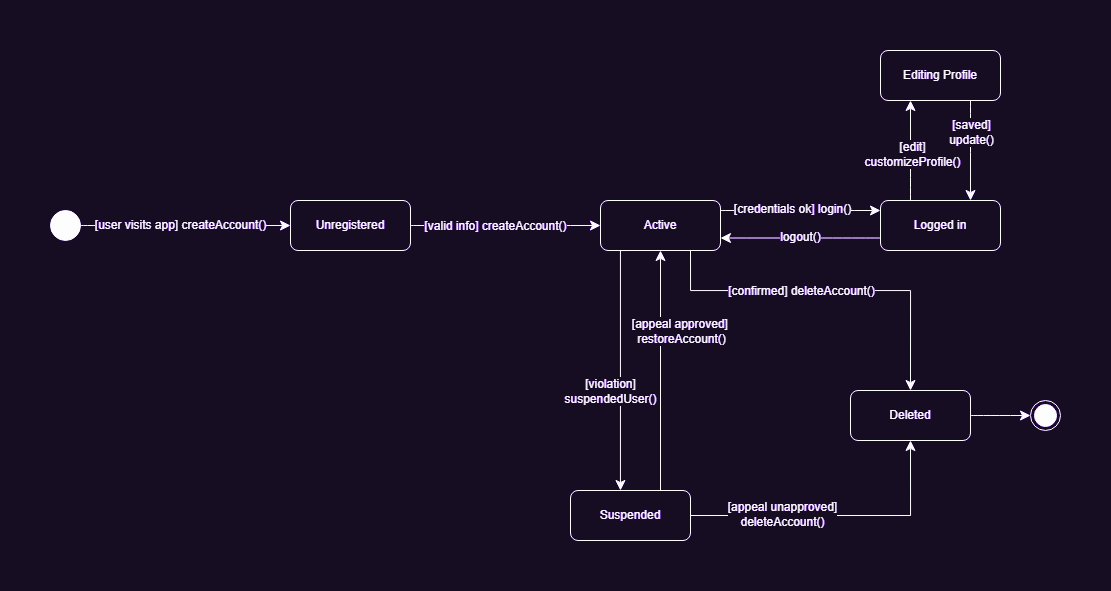 Editing Profile
[saved]
update()
[edit]
customizeProfile()
[user visits app] createAccount()
Unregistered
[valid info] createAccount()
Active
[credentials ok] login()
Logged in
logout()
[confirmed] deleteAccount()
[appeal approved]
restoreAccount()
[violation]
suspendedUser()
Deleted
Suspended
[appeal unapproved]
deleteAccount()